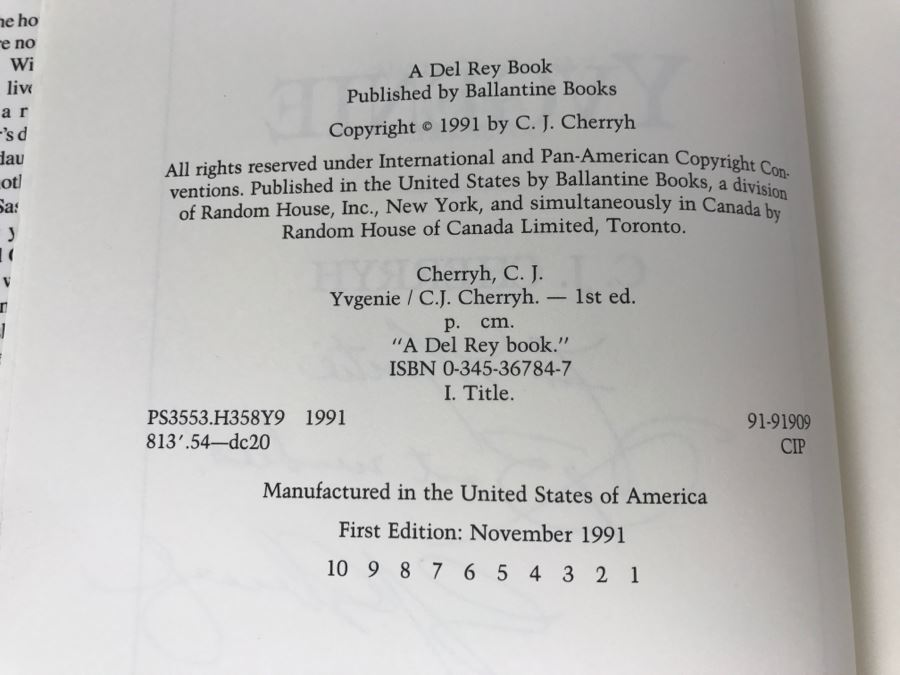 A Del Rey Book
Published by Ballantine Books
Copyright © 1991 by C. J. Cherryh
All rights reserved under International and Pan-American Copyright Con-
ventions. Published in the United States by Ballantine Books, a division
of Random House, Inc., New York, and simultaneously in Canada by
Random House of Canada Limited, Toronto.
Cherryh, C. J.
Yvgenie / C.J. Cherryh. — 1st ed.
p. cm.
"A Del Rey book."
ISBN 0-345-36784-7
I. Title.
PS3553.H358Y9 1991
91-91909
813′.54—dc20
CIP
Manufactured in the United States of America
First Edition: November 1991
10 9 8 7 6 5 4 3 2 1